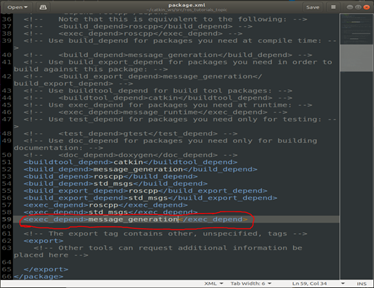 Open
package.xml
Save
36
37 <!-- Note that this is equivalent to the following: -->
38 <!-- <build_depend>roscpp</build_depend> -->
39 <!-- <exec_depend>roscpp</exec_depend> -->
40 <!-- Use build_depend for packages you need at compile time: -->
41 <!-- <build_depend>message_generation</build_depend> -->
42 <!-- Use build_export_depend for packages you need in order to
build against this package: -->
43 <!-- <build_export_depend>message_generation</
build_export_depend> -->
44 <!-- Use buildtool_depend for build tool packages: -->
45 <!-- <buildtool_depend>catkin</buildtool_depend> -->
46 <!-- Use exec_depend for packages you need at runtime: -->
47 <!-- <exec_depend>message_runtime</exec_depend> -->
48 <!-- Use test_depend for packages you need only for testing: -->
49 <!-- <test_depend>gtest</test_depend> -->
50 <!-- Use doc_depend for packages you need only for building
documentation: -->
51 <!-- <doc_depend>doxygen</doc_depend> -->
<buildtool_depend>catkin</buildtool_depend>
<build_depend>message_generation</build_depend>
<build_depend>roscpp</build_depend>
<build_depend>std_msgs</build_depend>
<build_export_depend>roscpp</build_export_depend>
<build_export_depend>std_msgs</build_export_depend>
57 <exec_depend>roscpp</exec_depend>
58 <exec_depend>std_msgs</exec_depend>
59 <exec_depend>message_generation</exec_depend>
60
61 <!-- The export tag contains other, unspecified, tags -->
62 <export>
63 <!-- Other tools can request additional information be
placed here -->
64
65 </export>
66 </package>
XML Tab Width: 6 Ln 59, Col 34 INS